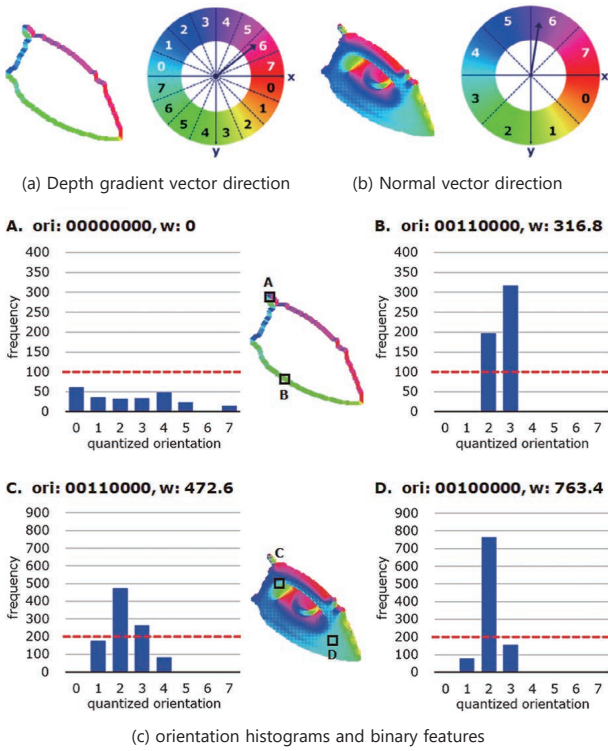 3 4
2 5
1 6
0 7 x
7 0
6 1
5 4 3 2
y
5 6
4 7 x
3 0
2 1
y
(a) Depth gradient vector direction
(b) Normal vector direction
A. ori: 00000000, w: 0
frequency
400
350
300
250
200
150
100
50
0
0 1 2 3 4 5 6 7
quantized orientation
A
B
B. ori: 00110000, w: 316.8
frequency
400
350
300
250
200
150
100
50
0
0 1 2 3 4 5 6 7
quantized orientation
C. ori: 00110000, w: 472.6
frequency
900
800
700
600
500
400
300
200
100
0
0 1 2 3 4 5 6 7
quantized orientation
C
D
D. ori: 00100000, w: 763.4
frequency
900
800
700
600
500
400
300
200
100
0
0 1 2 3 4 5 6 7
quantized orientation
(c) orientation histograms and binary features